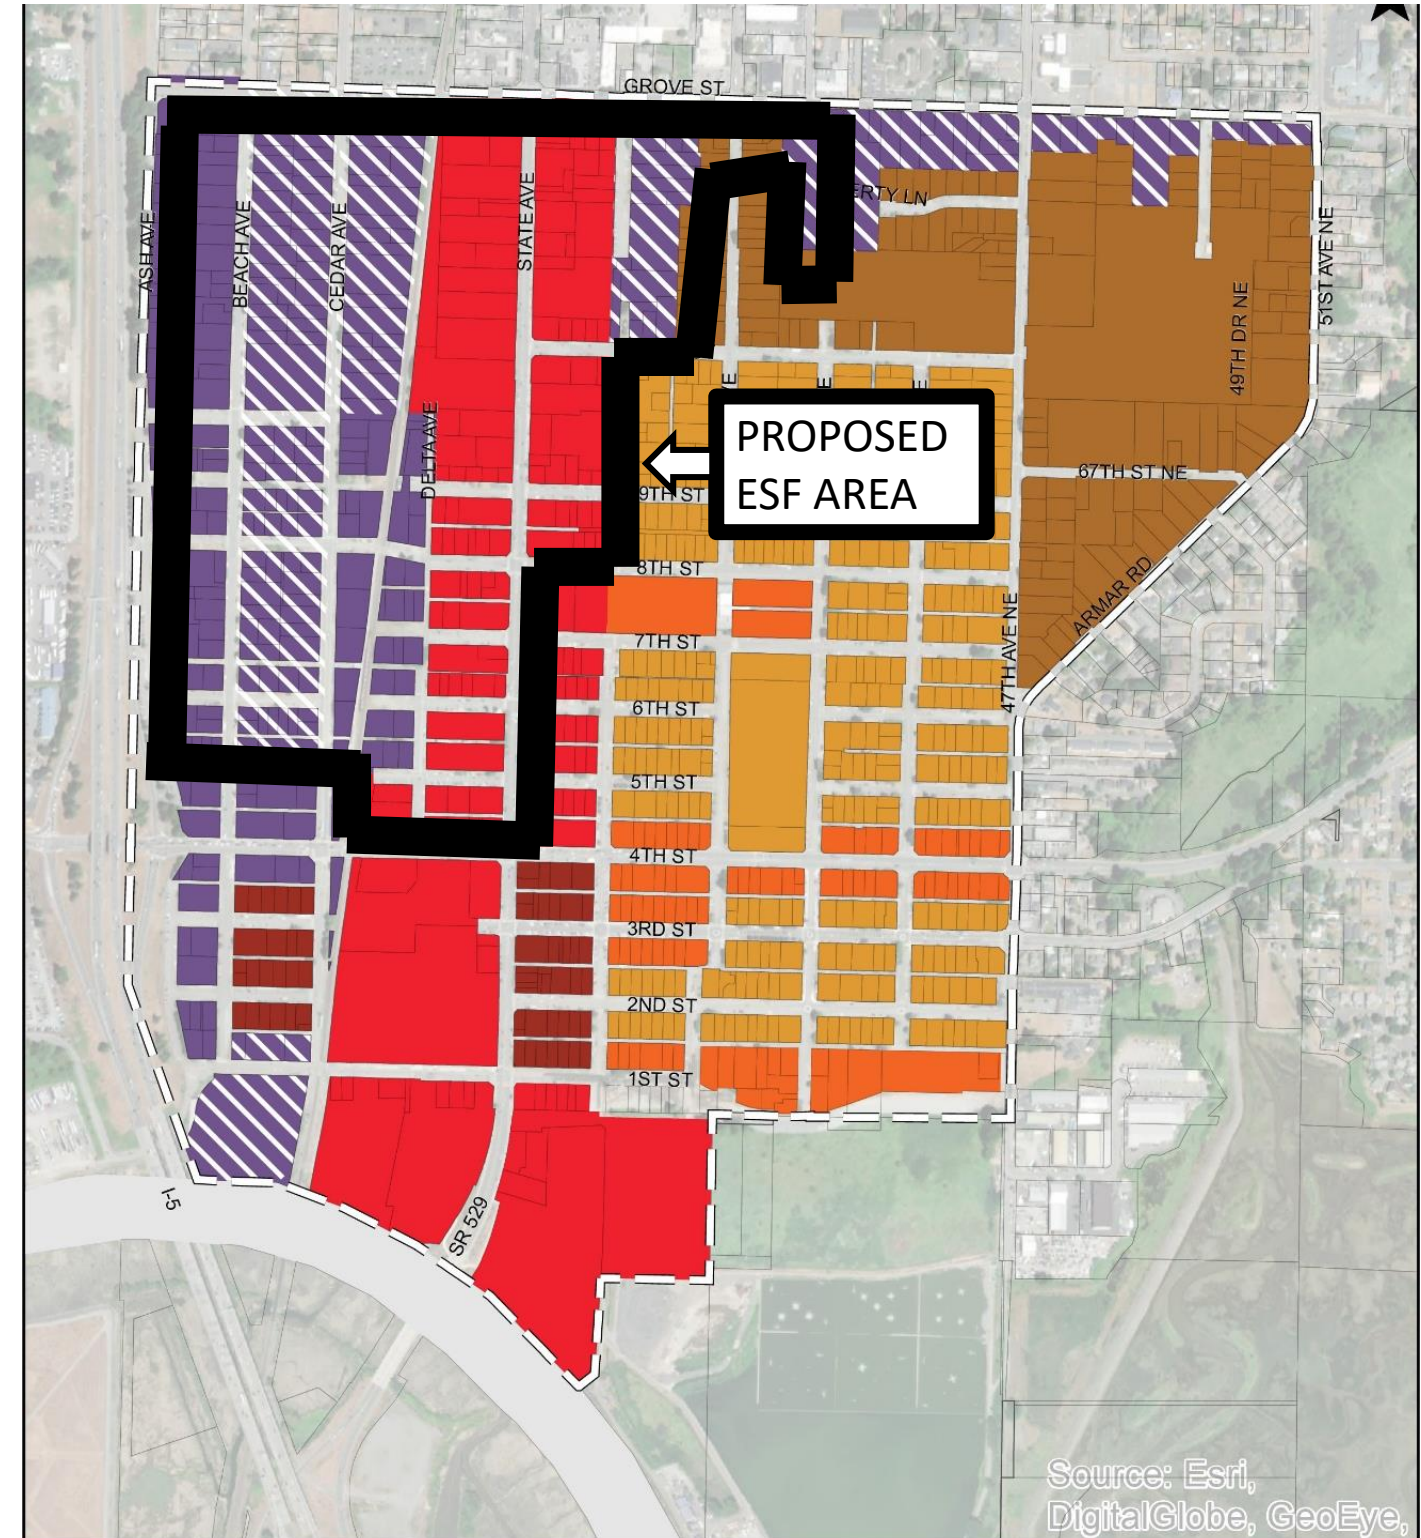 GROVE ST
ERTY LN
ASH AVE
BEACH AVE
CEDAR AVE
STATE AVE
DELTA AVE
49TH DR NE
51ST AVE NE
PROPOSED
ESF AREA
67TH ST NE
9TH ST
8TH ST
ARMAR RD
7TH ST
47TH AVE NE
6TH ST
5TH ST
4TH ST
3RD ST
2ND ST
1ST ST
I-5
SR 529
Source: Esri,
DigitalGlobe, GeoEye,